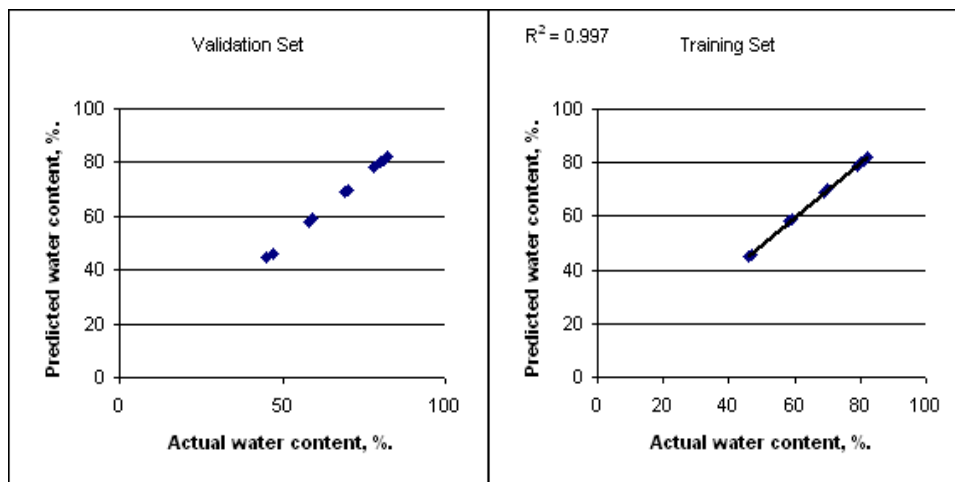 Validation Set
Predicted water content, %.
100
80
60
40
20
0
0 50 100
Actual water content, %.
R² = 0.997
Training Set
Predicted water content, %.
100
80
60
40
20
0
0 20 40 60 80 100
Actual water content, %.